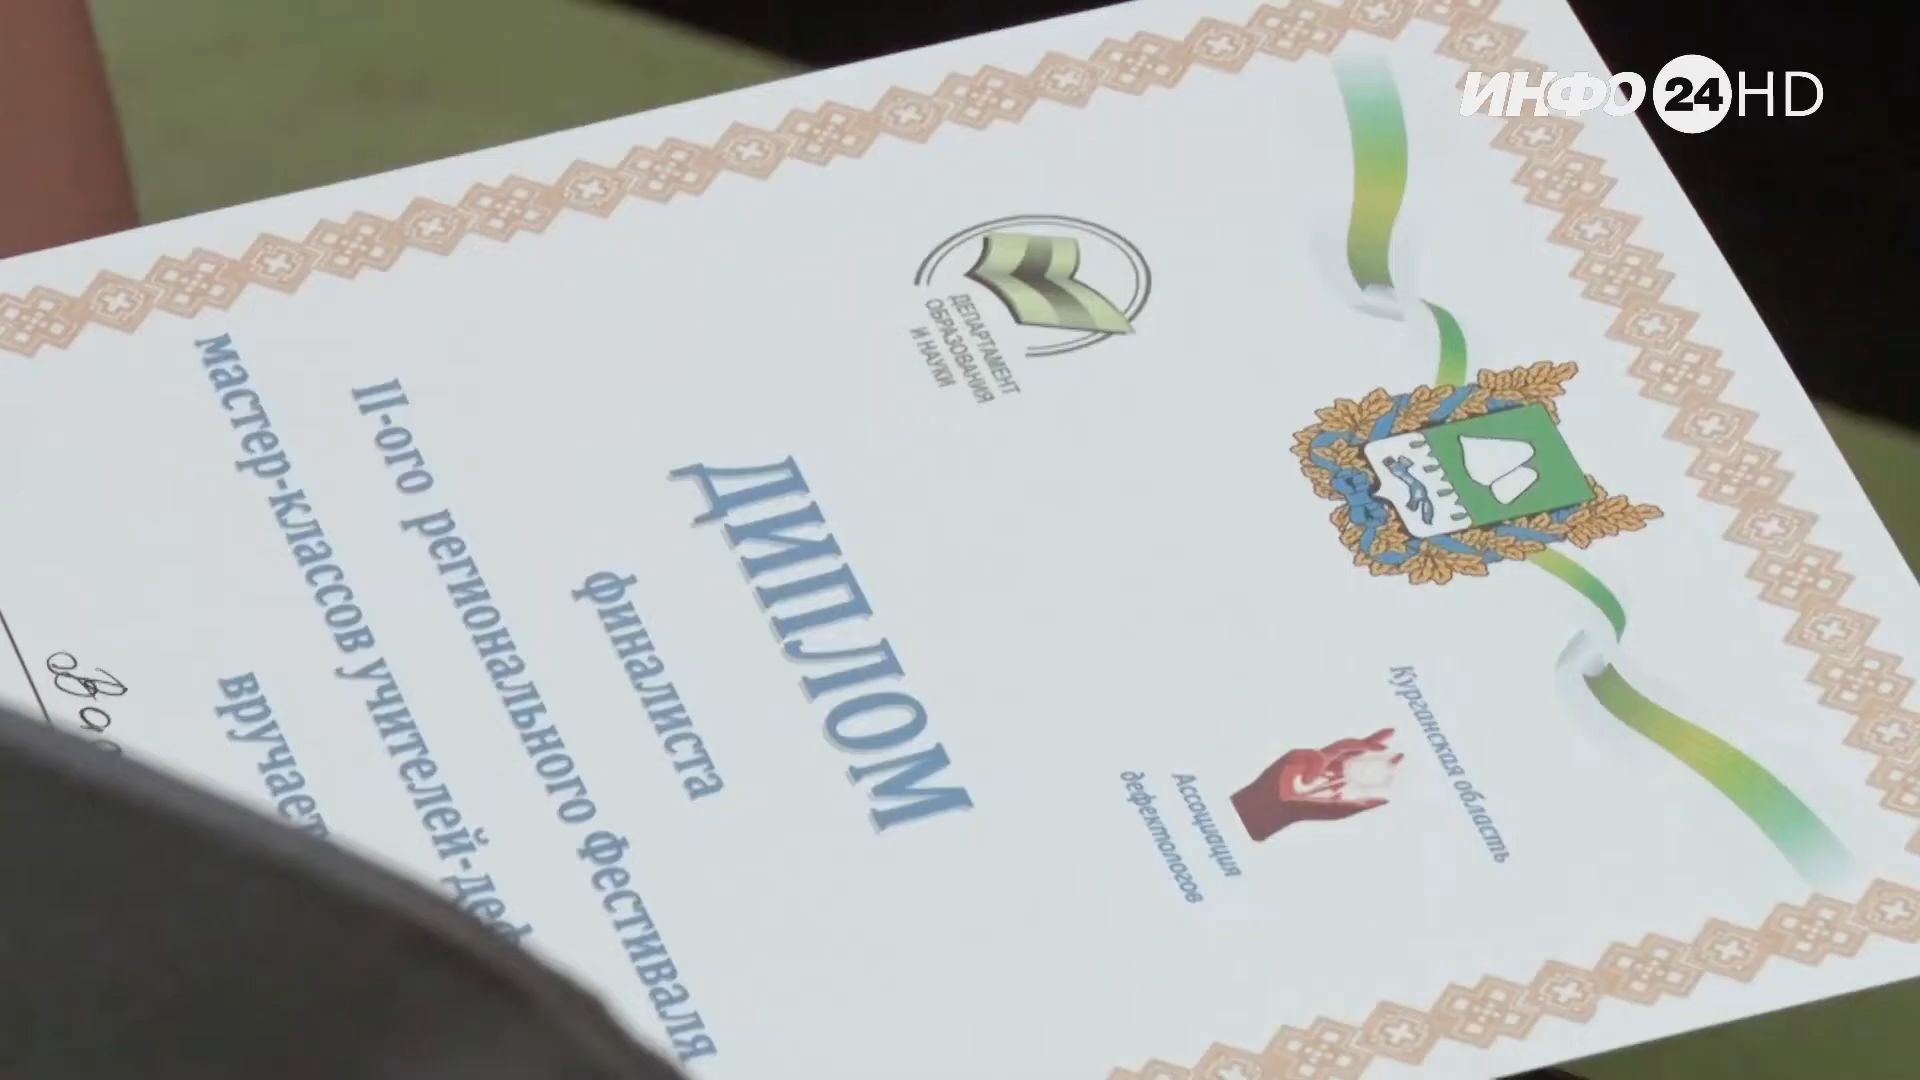 ИНФО 24 HD
Курганская область
Ассоциация
дефектологов
ДЕПАРТАМЕНТ
ОБРАЗОВАНИЯ
И НАУКИ
ДИПЛОМ
финалиста
II-ого регионального фестиваля
мастер-классов учителей-деф
вручает